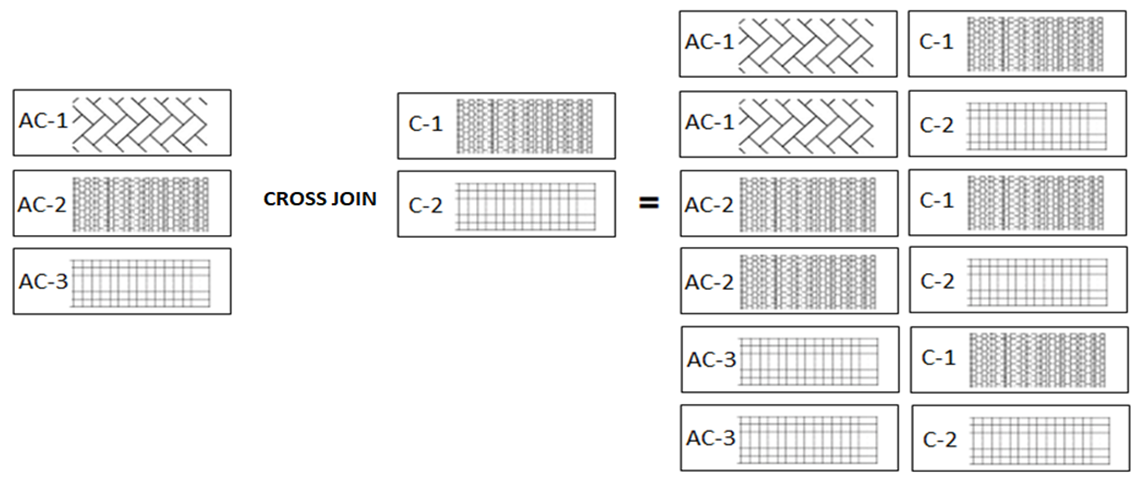 AC-1
AC-2
AC-3
CROSS JOIN
C-1
C-2
=
AC-1 C-1
AC-1 C-2
AC-2 C-1
AC-2 C-2
AC-3 C-1
AC-3 C-2